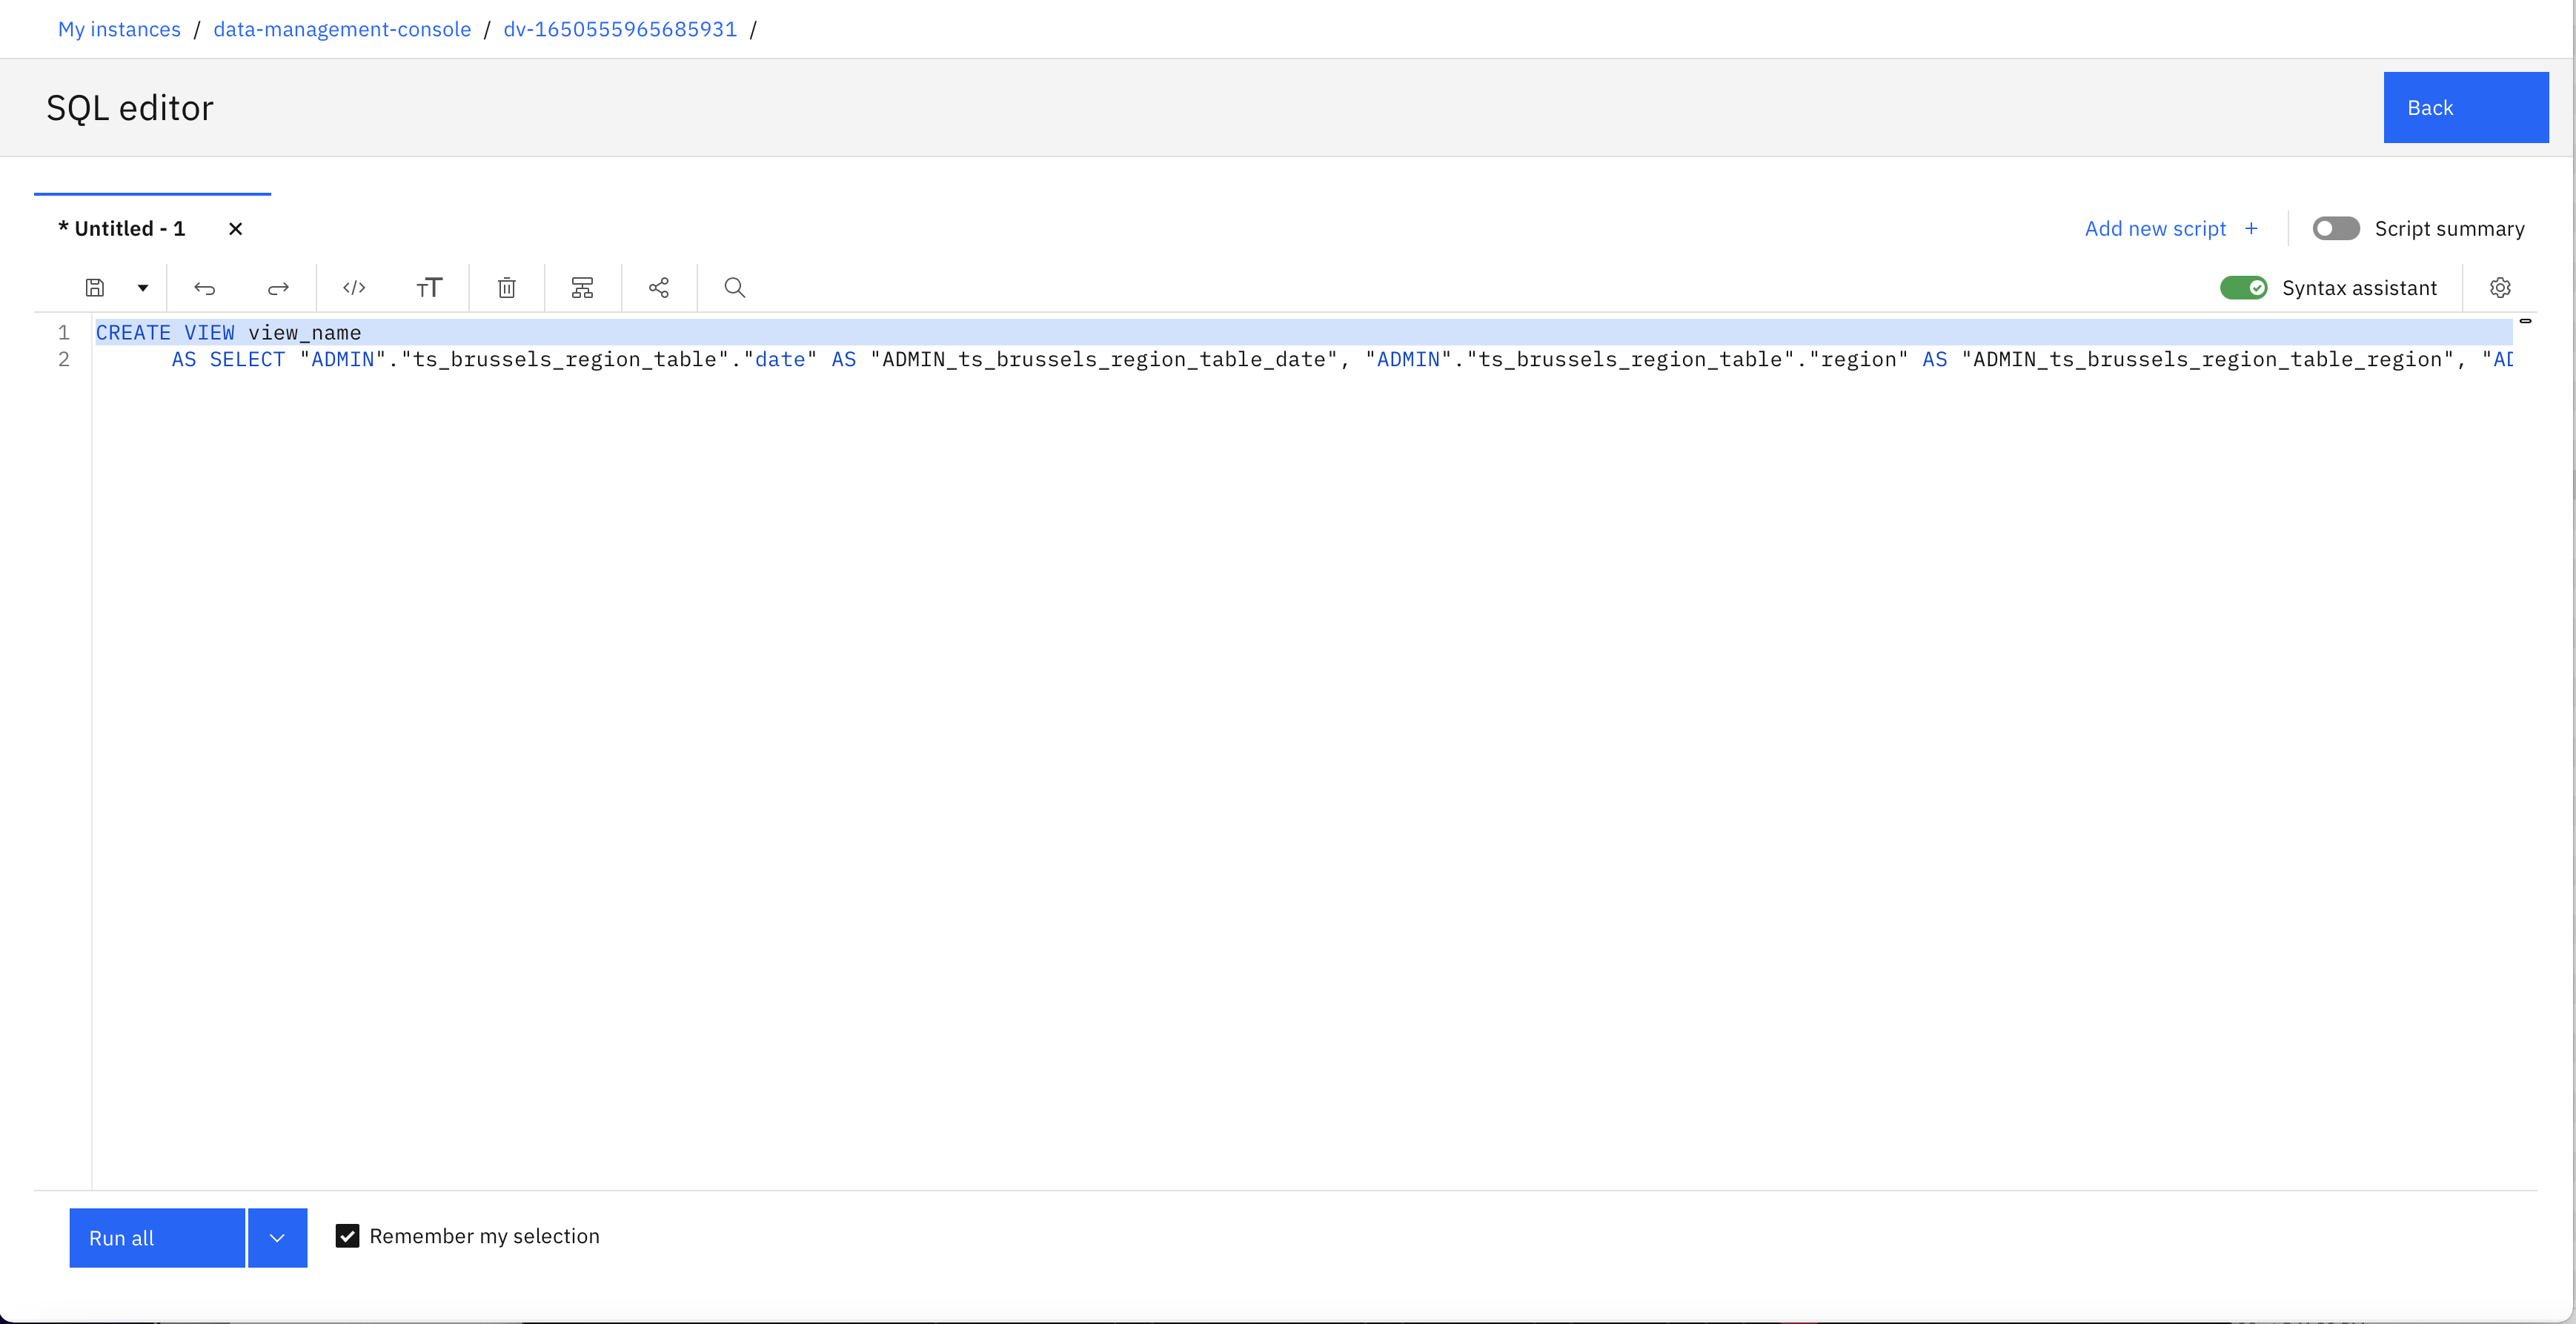 My instances / data-management-console / dv-1650555965685931 /
SQL editor
Back
* Untitled - 1
Add new script +
Script summary
Syntax assistant
1 CREATE VIEW view_name
2 AS SELECT "ADMIN"."ts_brussels_region_table"."date" AS "ADMIN_ts_brussels_region_table_date", "ADMIN"."ts_brussels_region_table"."region" AS "ADMIN_ts_brussels_region_table_region", "AD
Run all
Remember my selection